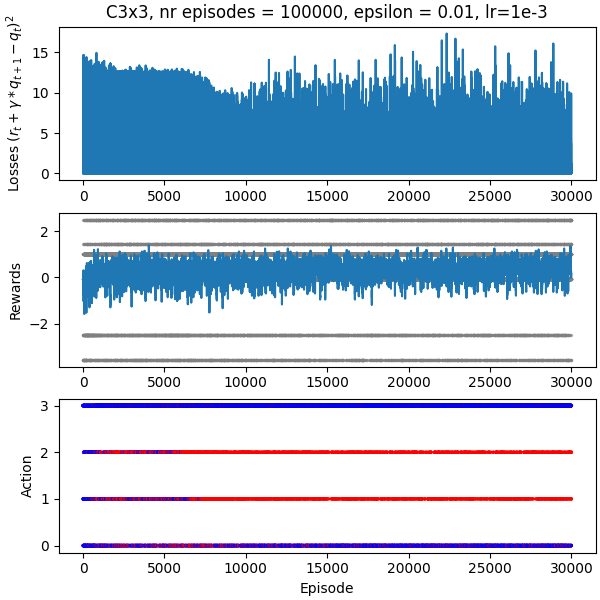 C3x3, nr episodes = 100000, epsilon = 0.01, lr=1e-3
Losses $(r_t + \gamma * q_{t+1} - q_t)^2$
15
10
5
0
0 5000 10000 15000 20000 25000 30000
Rewards
2
0
−2
0 5000 10000 15000 20000 25000 30000
Action
3
2
1
0
0 5000 10000 15000 20000 25000 30000
Episode